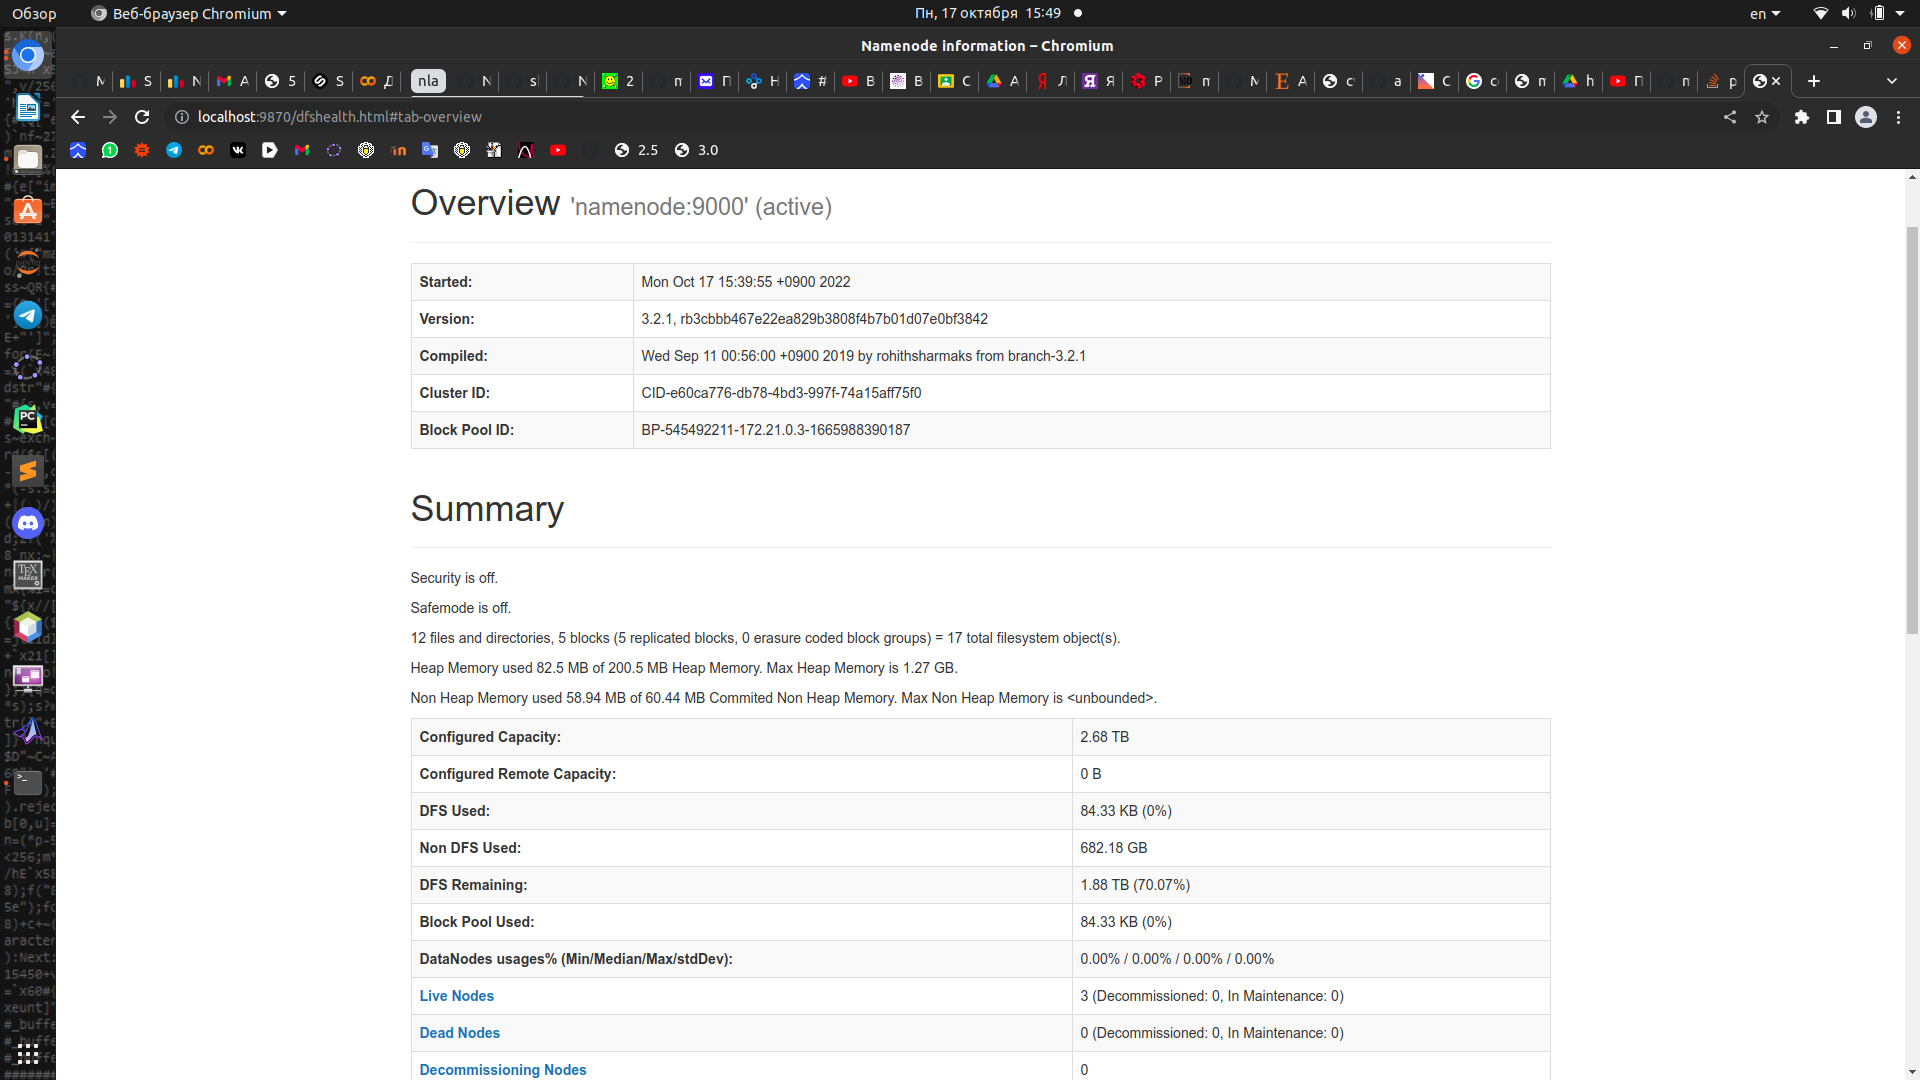 Обзор
Веб-браузер Chromium
Пн, 17 октября 15:49
en
Namenode information – Chromium
nla
localhost:9870/dfshealth.html#tab-overview
2.5
3.0
Overview 'namenode:9000' (active)
Started: Mon Oct 17 15:39:55 +0900 2022
Version: 3.2.1, rb3cbbb467e22ea829b3808f4b7b01d07e0bf3842
Compiled: Wed Sep 11 00:56:00 +0900 2019 by rohithsharmaks from branch-3.2.1
Cluster ID: CID-e60ca776-db78-4bd3-997f-74a15aff75f0
Block Pool ID: BP-545492211-172.21.0.3-1665988390187
Summary
Security is off.
Safemode is off.
12 files and directories, 5 blocks (5 replicated blocks, 0 erasure coded block groups) = 17 total filesystem object(s).
Heap Memory used 82.5 MB of 200.5 MB Heap Memory. Max Heap Memory is 1.27 GB.
Non Heap Memory used 58.94 MB of 60.44 MB Commited Non Heap Memory. Max Non Heap Memory is <unbounded>.
Configured Capacity: 2.68 TB
Configured Remote Capacity: 0 B
DFS Used: 84.33 KB (0%)
Non DFS Used: 682.18 GB
DFS Remaining: 1.88 TB (70.07%)
Block Pool Used: 84.33 KB (0%)
DataNodes usages% (Min/Median/Max/stdDev): 0.00% / 0.00% / 0.00% / 0.00%
Live Nodes 3 (Decommissioned: 0, In Maintenance: 0)
Dead Nodes 0 (Decommissioned: 0, In Maintenance: 0)
Decommissioning Nodes 0